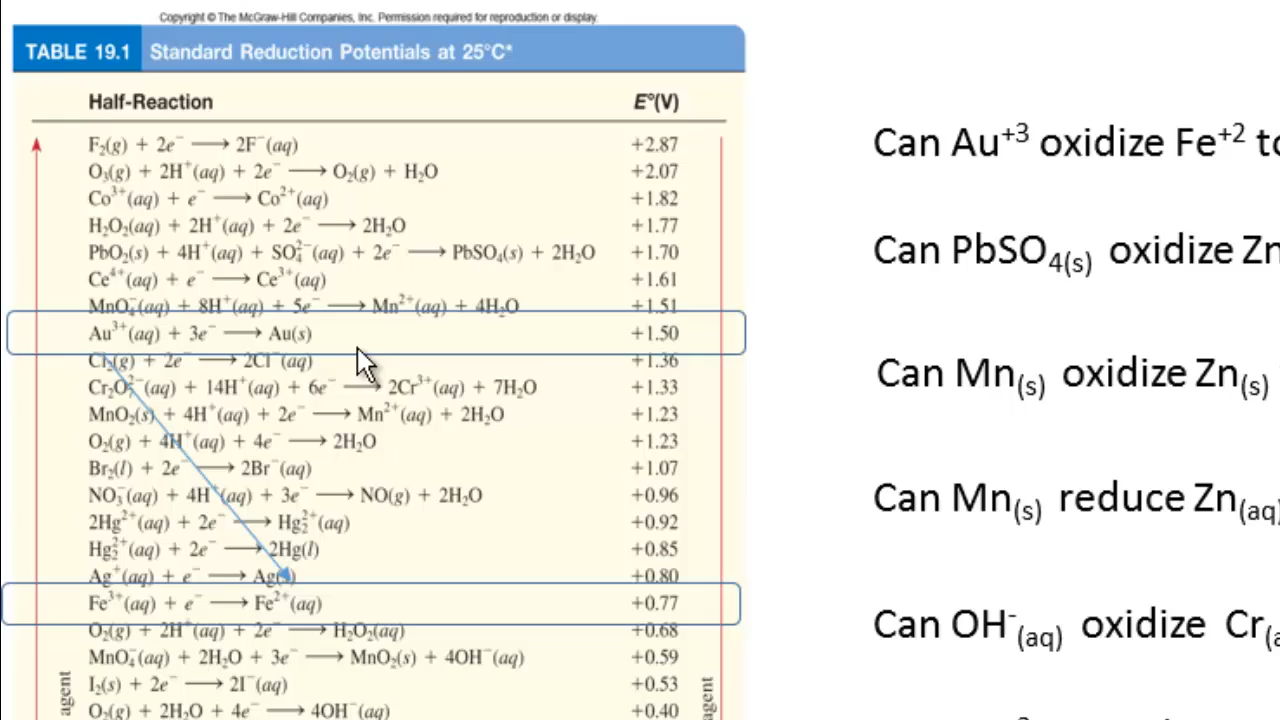 Copyright © The McGraw-Hill Companies, Inc. Permission required for reproduction or display.
TABLE 19.1 Standard Reduction Potentials at 25°C*
Half-Reaction E°(V)
F₂(g) + 2e⁻ ⟶ 2F⁻(aq) +2.87
O₃(g) + 2H⁺(aq) + 2e⁻ ⟶ O₂(g) + H₂O +2.07
Co³⁺(aq) + e⁻ ⟶ Co²⁺(aq) +1.82
H₂O₂(aq) + 2H⁺(aq) + 2e⁻ ⟶ 2H₂O +1.77
PbO₂(s) + 4H⁺(aq) + SO₄²⁻(aq) + 2e⁻ ⟶ PbSO₄(s) + 2H₂O +1.70
Ce⁴⁺(aq) + e⁻ ⟶ Ce³⁺(aq) +1.61
MnO₄⁻(aq) + 8H⁺(aq) + 5e⁻ ⟶ Mn²⁺(aq) + 4H₂O +1.51
Au³⁺(aq) + 3e⁻ ⟶ Au(s) +1.50
Cl₂(g) + 2e⁻ ⟶ 2Cl⁻(aq) +1.36
Cr₂O₇²⁻(aq) + 14H⁺(aq) + 6e⁻ ⟶ 2Cr³⁺(aq) + 7H₂O +1.33
MnO₂(s) + 4H⁺(aq) + 2e⁻ ⟶ Mn²⁺(aq) + 2H₂O +1.23
O₂(g) + 4H⁺(aq) + 4e⁻ ⟶ 2H₂O +1.23
Br₂(l) + 2e⁻ ⟶ 2Br⁻(aq) +1.07
NO₃⁻(aq) + 4H⁺(aq) + 3e⁻ ⟶ NO(g) + 2H₂O +0.96
2Hg²⁺(aq) + 2e⁻ ⟶ Hg₂²⁺(aq) +0.92
Hg₂²⁺(aq) + 2e⁻ ⟶ 2Hg(l) +0.85
Ag⁺(aq) + e⁻ ⟶ Ag(s) +0.80
Fe³⁺(aq) + e⁻ ⟶ Fe²⁺(aq) +0.77
O₂(g) + 2H⁺(aq) + 2e⁻ ⟶ H₂O₂(aq) +0.68
MnO₄⁻(aq) + 2H₂O + 3e⁻ ⟶ MnO₂(s) + 4OH⁻(aq) +0.59
I₂(s) + 2e⁻ ⟶ 2I⁻(aq) +0.53
O₂(g) + 2H₂O + 4e⁻ ⟶ 4OH⁻(aq) +0.40
agent
agent
Can Au⁺³ oxidize Fe⁺² to
Can PbSO₄₍ₛ₎ oxidize Zn
Can Mn₍ₛ₎ oxidize Zn₍ₛ₎
Can Mn₍ₛ₎ reduce Zn(aq)
Can OH⁻(aq) oxidize Cr(a